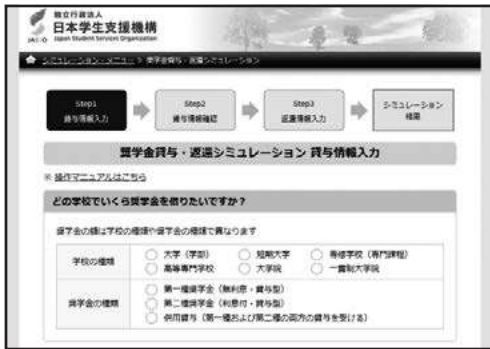 独立行政法人
日本学生支援機構
JASSO Japan Student Services Organization
シミュレーション・メニュー > 奨学金貸与・返還シミュレーション
Step1
貸与情報入力
Step2
貸与情報確認
Step3
返還情報入力
シミュレーション
結果
奨学金貸与・返還シミュレーション 貸与情報入力
※ 操作マニュアルはこちら
どの学校でいくら奨学金を借りたいですか？
奨学金の額は学校の種類や奨学金の種類で異なります
学校の種類
大学（学部） 短期大学 専修学校（専門課程）
高等専門学校 大学院 一貫制大学院
奨学金の種類
第一種奨学金（無利息・貸与型）
第二種奨学金（利息付・貸与型）
併用貸与（第一種および第二種の両方の貸与を受ける）